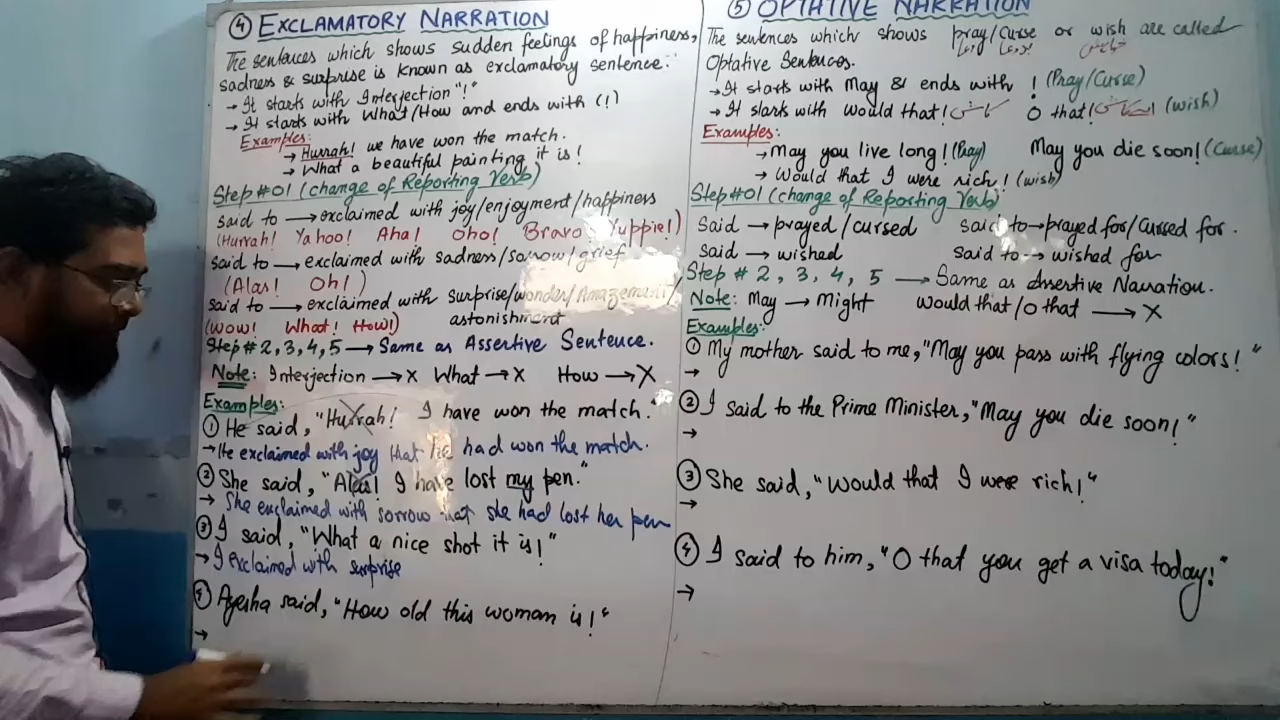 ④ EXCLAMATORY NARRATION
The sentences which shows sudden feelings of happiness,
sadness & surprise is known as exclamatory sentence.
→ It starts with Interjection "!"
→ It starts with What/How and ends with (!)
Examples:
→ Hurrah! we have won the match.
→ What a beautiful painting it is!
Step #01 (change of Reporting Verb)
said to → exclaimed with joy/enjoyment/happiness
(Hurrah! Yahoo! Aha! Oho! Bravo Yuppie!)
said to → exclaimed with sadness/sorrow/grief
(Alas! Oh!)
said to → exclaimed with surprise/wonder/Amazement/
astonishment
(Wow! What! How!)
Step #2,3,4,5 → Same as Assertive Sentence.
Note: Interjection → X What → X How → X
Examples:
① He said, "Hurrah! I have won the match."
→ He exclaimed with joy that he had won the match.
② She said, "Alas! I have lost my pen."
→ She exclaimed with sorrow that she had lost her pen
③ I said, "What a nice shot it is!"
→ I exclaimed with surprise
④ Ayesha said, "How old this woman is!"
→
⑤ OPTATIVE NARRATION
The sentences which shows pray/curse or wish are called
Optative Sentences.
→ It starts with May & ends with ! (Pray/Curse)
→ It starts with Would that! کاش O that! (wish)
Examples:
→ May you live long! (Pray) May you die soon! (Curse)
→ Would that I were rich! (wish)
Step #01 (change of Reporting Verb)
Said → prayed/cursed said to → prayed for/Cursed for.
Said → wished said to → wished for
Step # 2, 3, 4, 5 → Same as Assertive Narration.
Note: May → Might would that/O that → X
Examples:
① My mother said to me, "May you pass with flying colors!"
→
② I said to the Prime Minister, "May you die soon!"
→
③ She said, "Would that I were rich!"
→
④ I said to him, "O that you get a visa today!"
→